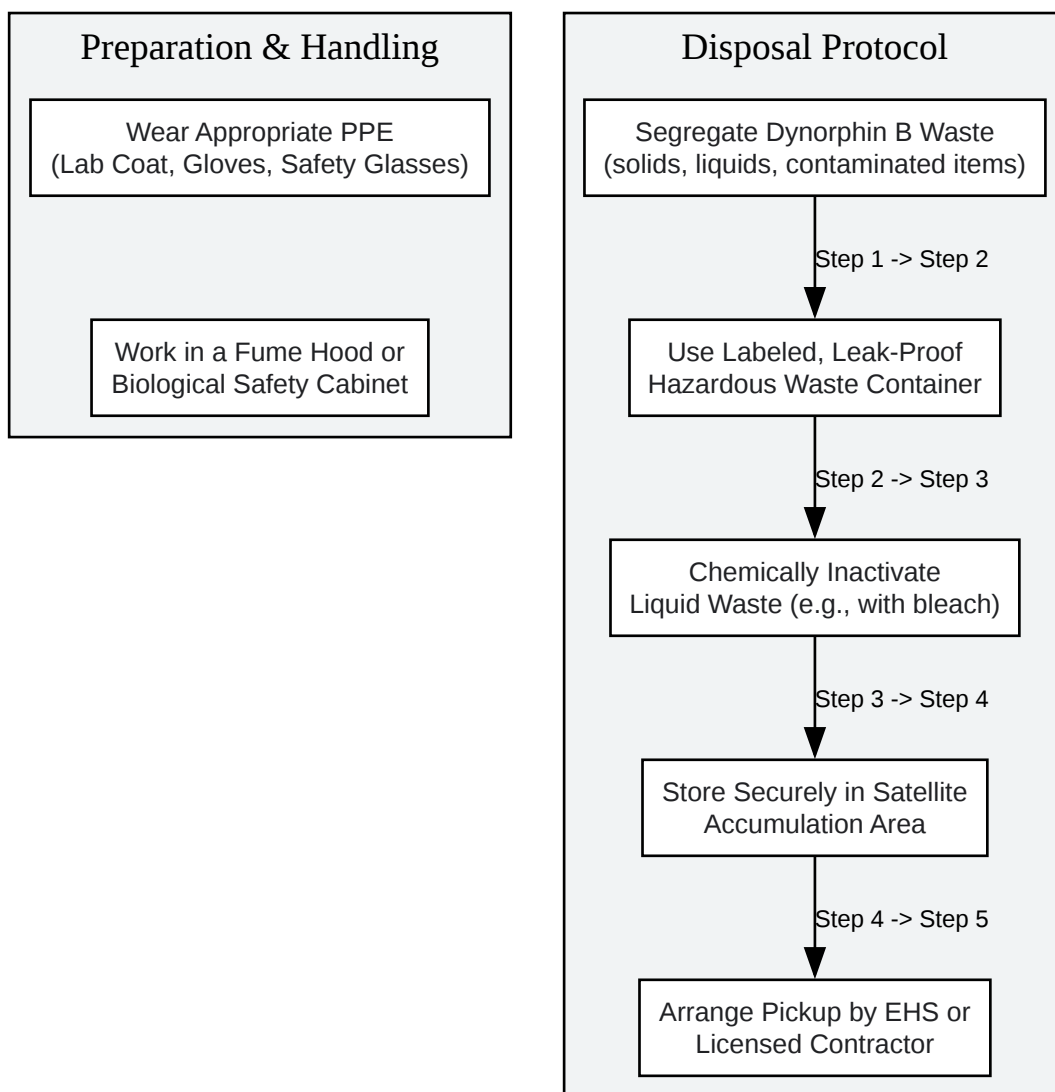 Preparation & Handling
Wear Appropriate PPE
(Lab Coat, Gloves, Safety Glasses)
Work in a Fume Hood or
Biological Safety Cabinet
Disposal Protocol
Segregate Dynorphin B Waste
(solids, liquids, contaminated items)
Step 1 -> Step 2
Use Labeled, Leak-Proof
Hazardous Waste Container
Step 2 -> Step 3
Chemically Inactivate
Liquid Waste (e.g., with bleach)
Step 3 -> Step 4
Store Securely in Satellite
Accumulation Area
Step 4 -> Step 5
Arrange Pickup by EHS or
Licensed Contractor